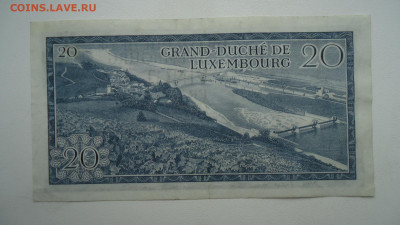 COINS.LAVE.RU
20
GRAND-DUCHÉ DE
LUXEMBOURG
20
20